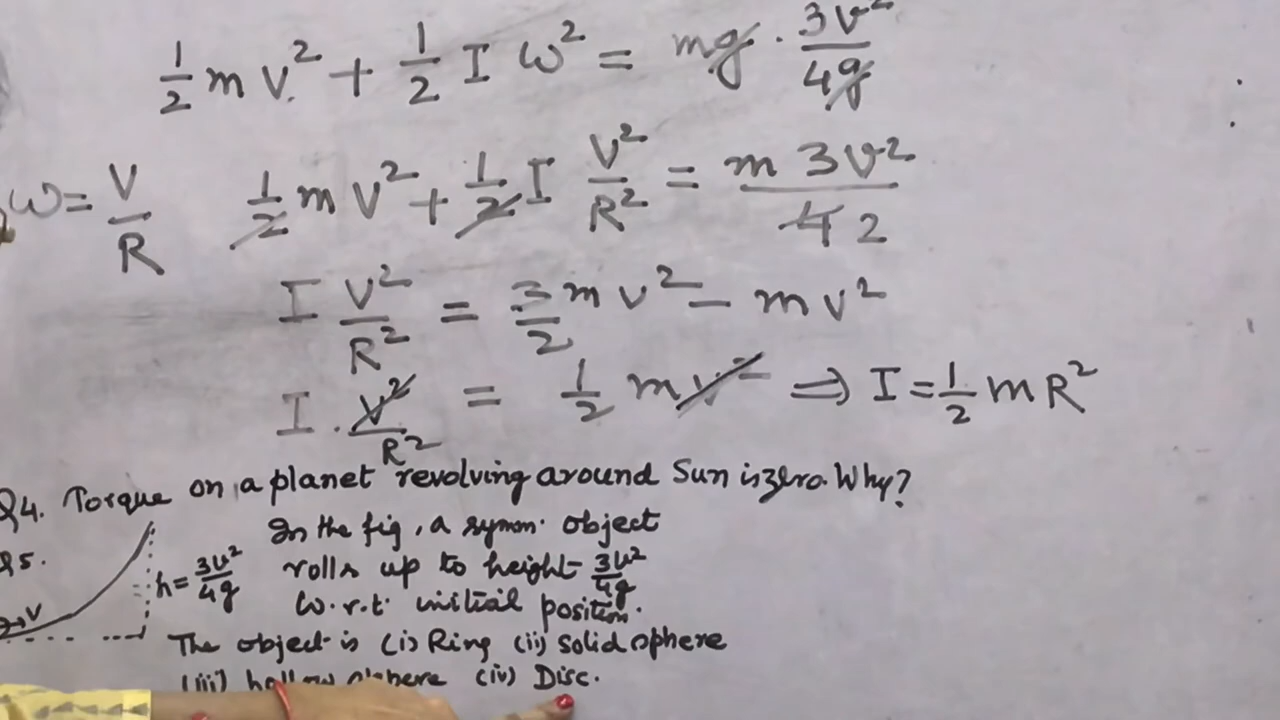 1/2 m v² + 1/2 I ω² = mg · 3v²/4g
ω = V/R 1/2 m v² + 1/2 I V²/R² = m 3v²/4 2
I V²/R² = 3/2 m v² − m v²
I · V²/R² = 1/2 m v² ⇒ I = 1/2 m R²
Q4. Torque on a planet revolving around Sun is zero. Why?
Q5. In the fig, a symm. object
h = 3v²/4g rolls up to height 3v²/4g
→ V w.r.t. initial position.
The object is (i) Ring (ii) solid sphere
(iii) hollow sphere (iv) Disc.